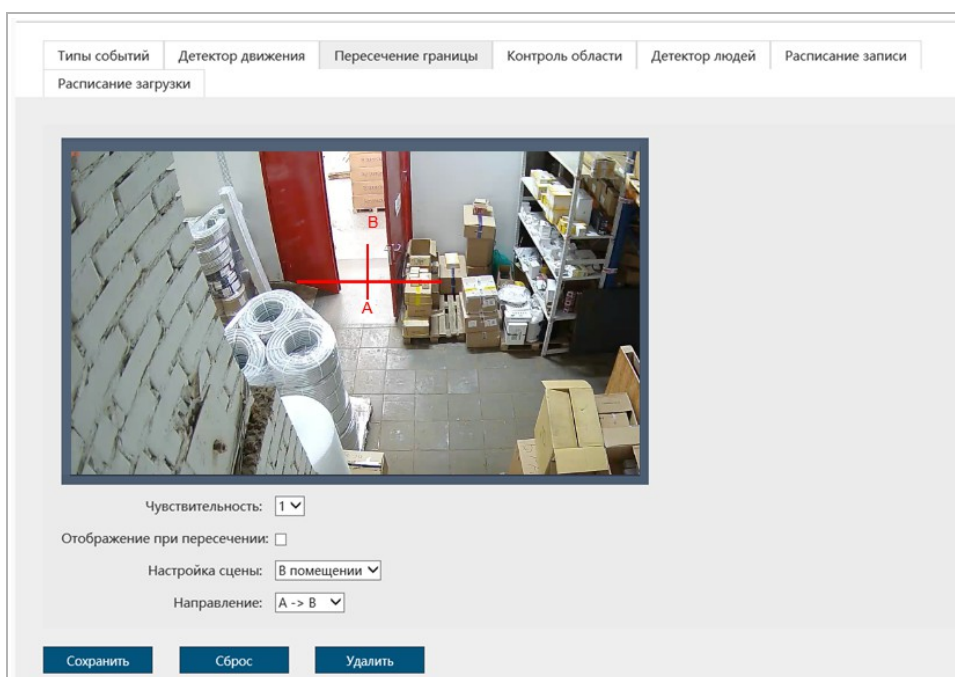 Типы событий Детектор движения Пересечение границы Контроль области Детектор людей Расписание записи
Расписание загрузки
B
A
Чувствительность: 1
Отображение при пересечении:
Настройка сцены: В помещении
Направление: A -> B
Сохранить Сброс Удалить